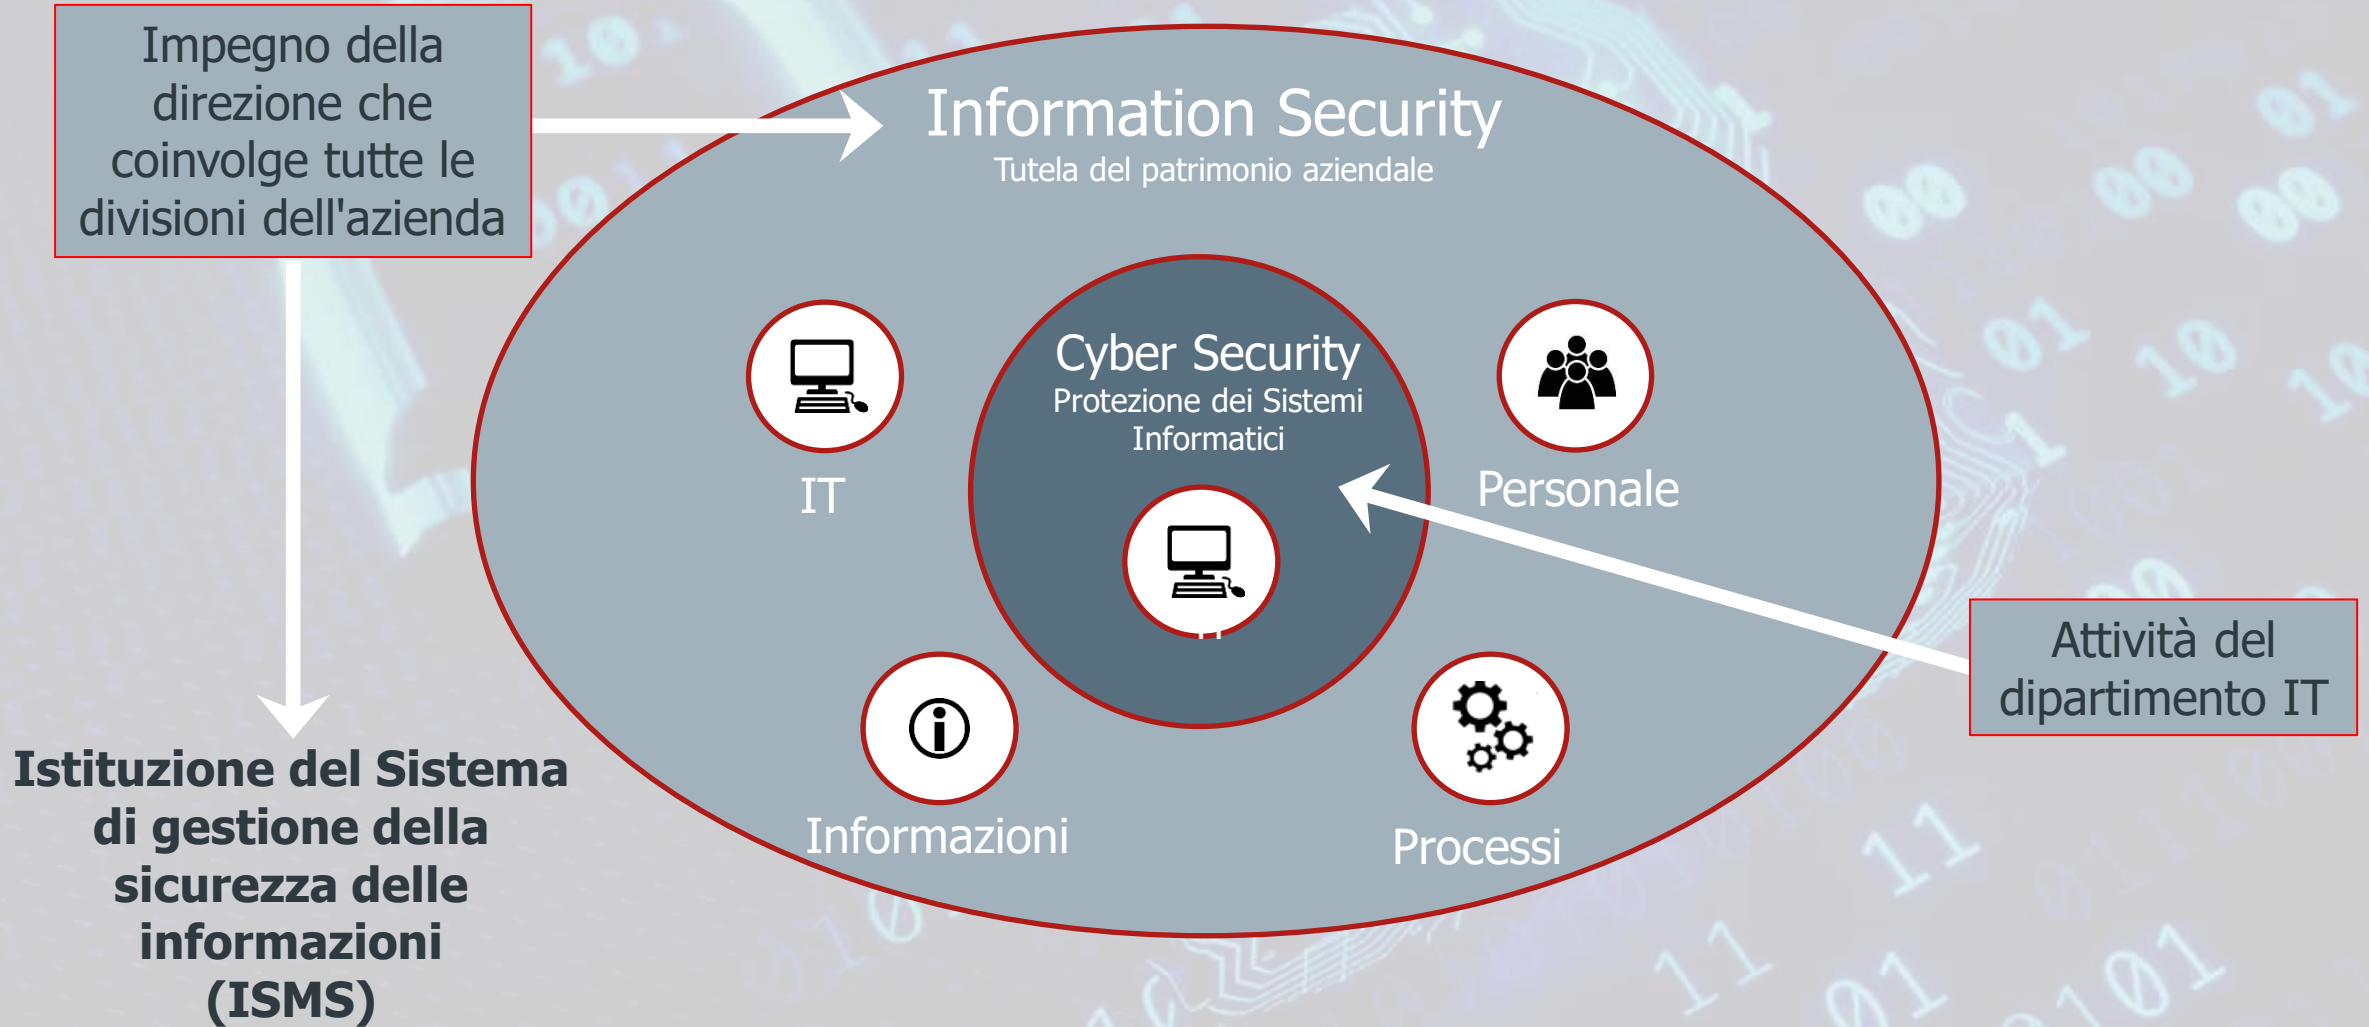 Impegno della
direzione che
coinvolge tutte le
divisioni dell'azienda
Information Security
Tutela del patrimonio aziendale
Cyber Security
Protezione dei Sistemi
Informatici
IT
Personale
Informazioni
Processi
Attività del
dipartimento IT
Istituzione del Sistema
di gestione della
sicurezza delle
informazioni
(ISMS)